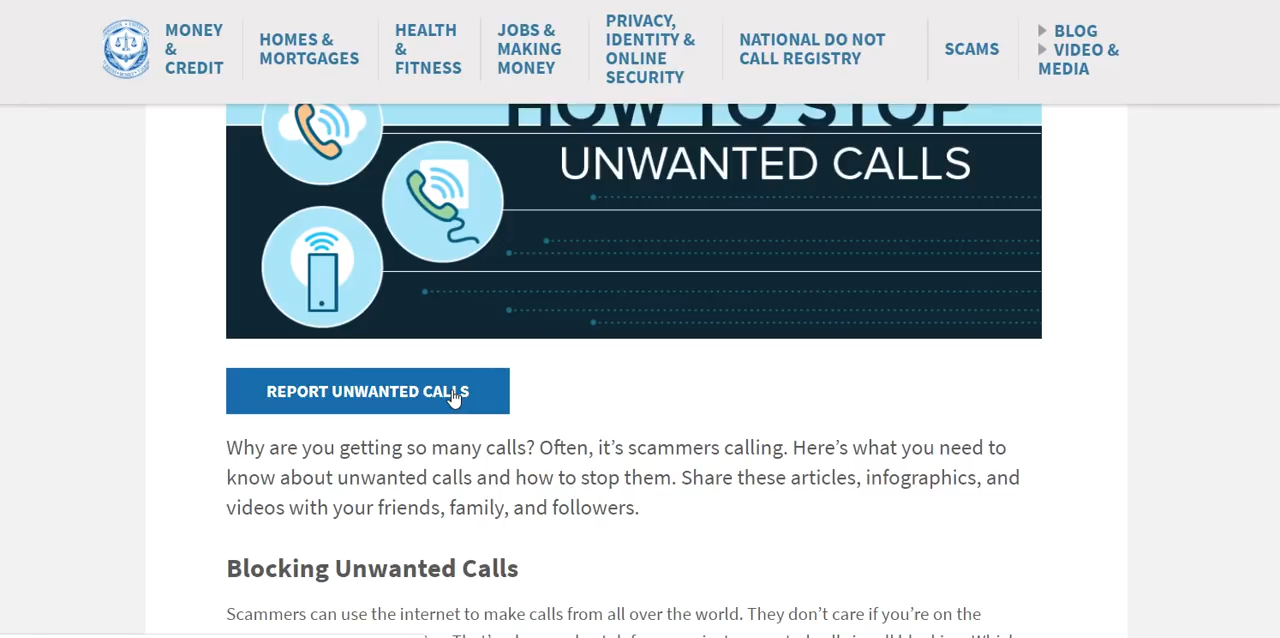 MONEY
&
CREDIT
HOMES &
MORTGAGES
HEALTH
&
FITNESS
JOBS &
MAKING
MONEY
PRIVACY,
IDENTITY &
ONLINE
SECURITY
NATIONAL DO NOT
CALL REGISTRY
SCAMS
BLOG
VIDEO &
MEDIA
HOW TO STOP
UNWANTED CALLS
REPORT UNWANTED CALLS
Why are you getting so many calls? Often, it’s scammers calling. Here’s what you need to
know about unwanted calls and how to stop them. Share these articles, infographics, and
videos with your friends, family, and followers.
Blocking Unwanted Calls
Scammers can use the internet to make calls from all over the world. They don’t care if you’re on the